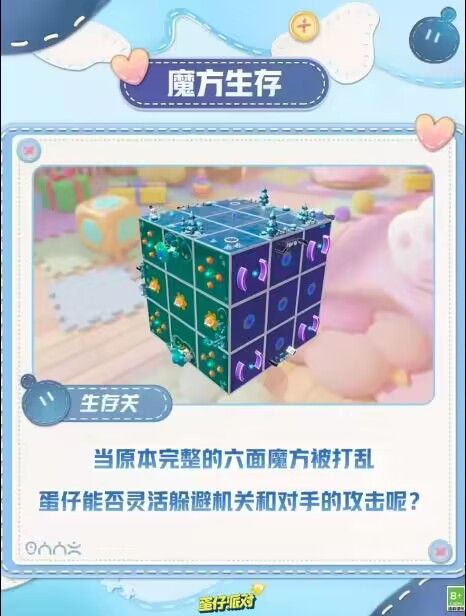 魔方生存
生存关
当原本完整的六面魔方被打乱
蛋仔能否灵活躲避机关和对手的攻击呢?
蛋仔派对
8+